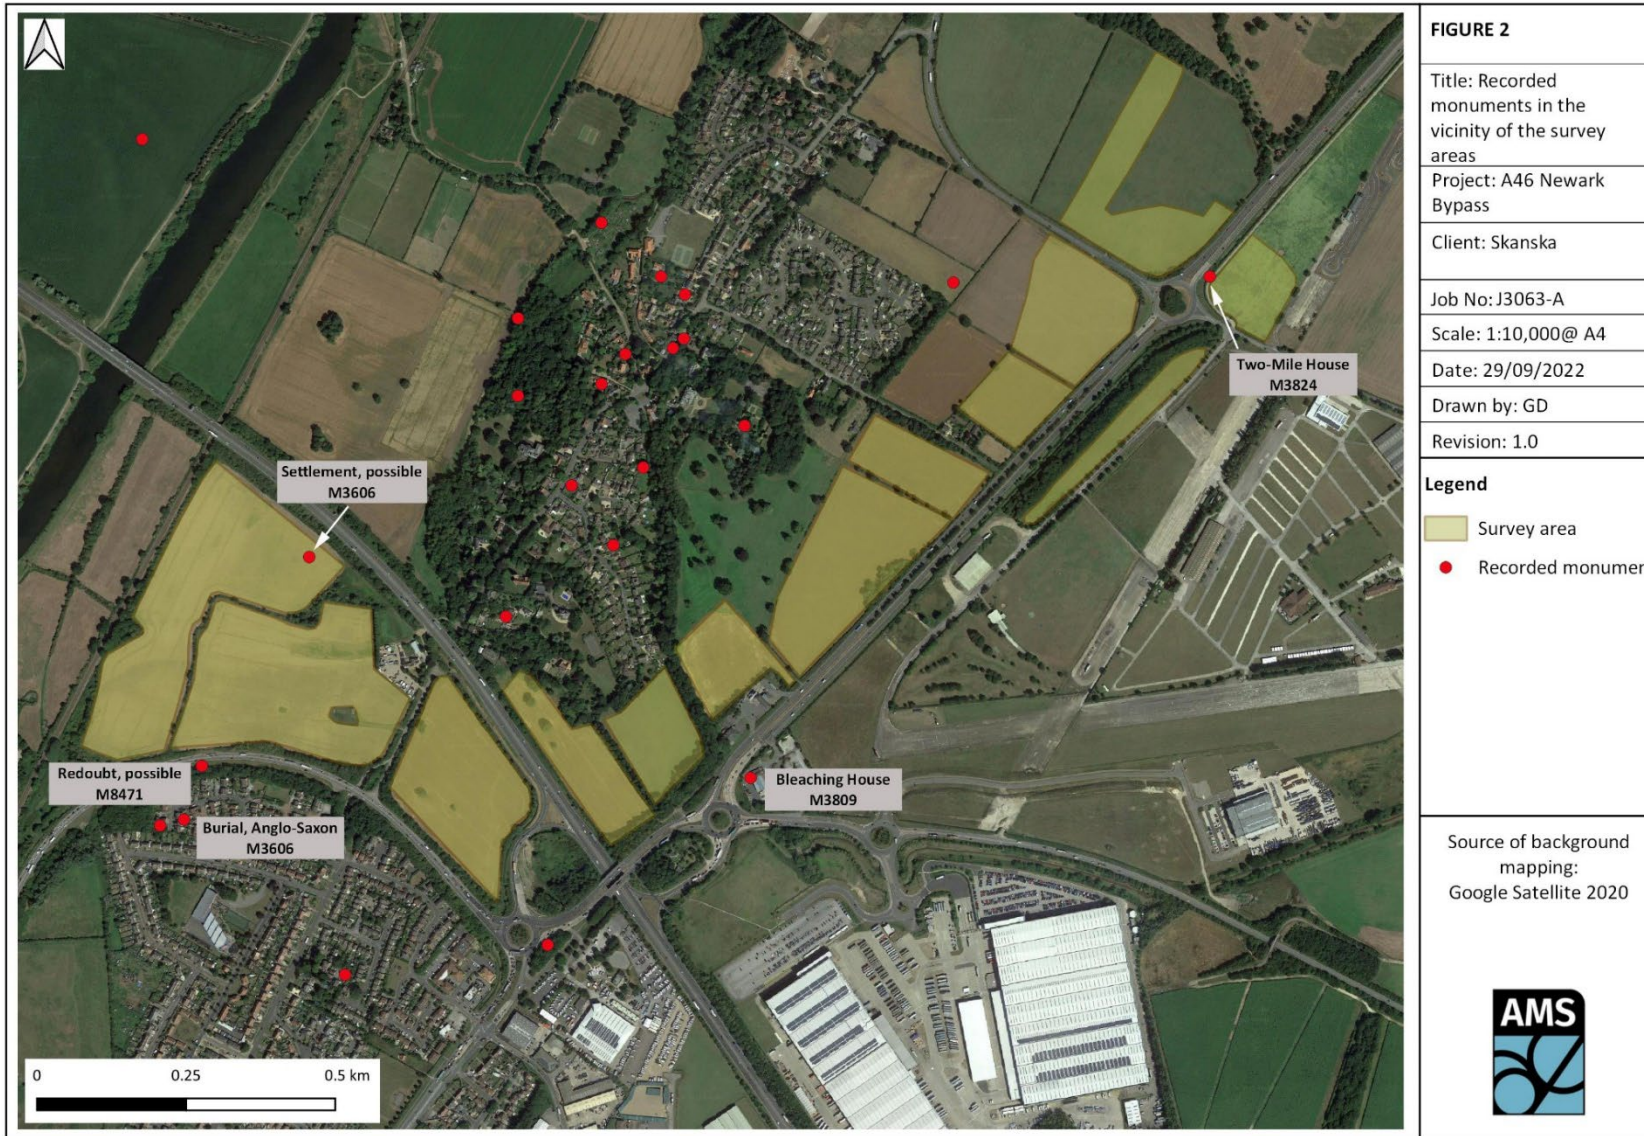 FIGURE 2
Title: Recorded
monuments in the
vicinity of the survey
areas
Project: A46 Newark
Bypass
Client: Skanska
Job No: J3063-A
Scale: 1:10,000@ A4
Date: 29/09/2022
Drawn by: GD
Revision: 1.0
Legend
Survey area
Recorded monumen
Source of background
mapping:
Google Satellite 2020
AMS
Two-Mile House
M3824
Settlement, possible
M3606
Redoubt, possible
M8471
Burial, Anglo-Saxon
M3606
Bleaching House
M3809
0 0.25 0.5 km